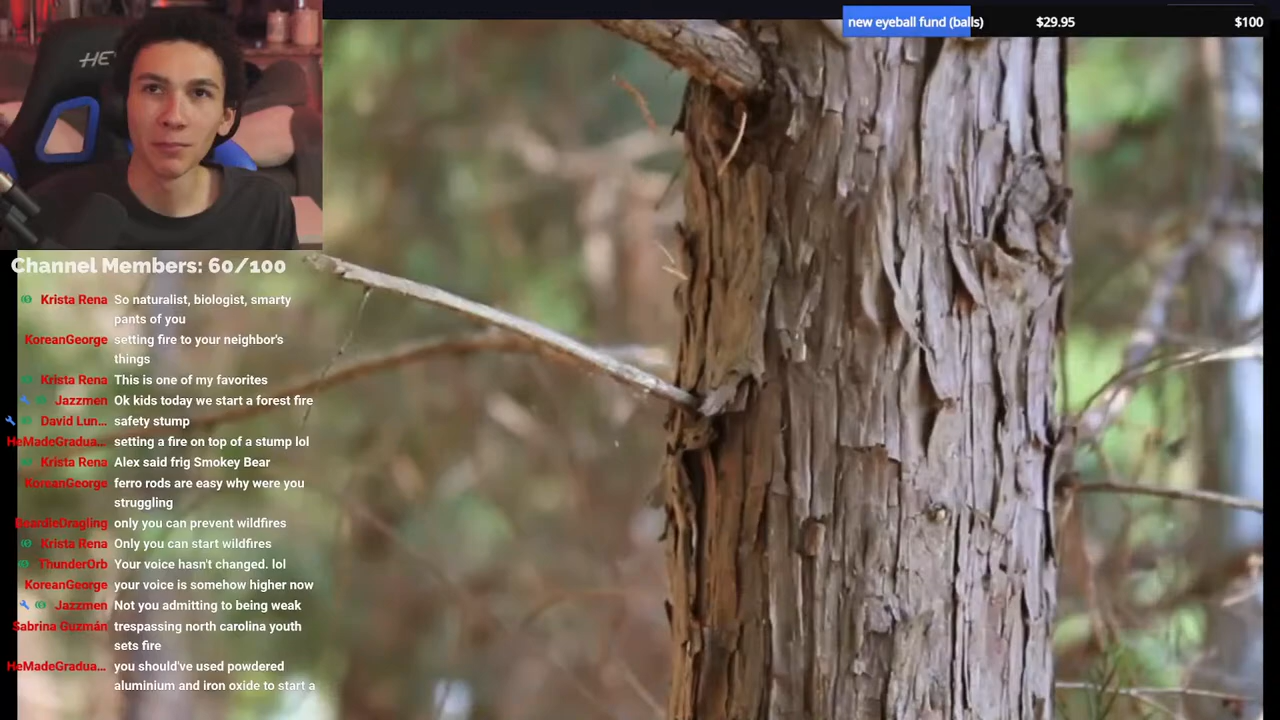 new eyeball fund (balls) $29.95 $100
HE
Channel Members: 60/100
Krista Rena So naturalist, biologist, smarty
pants of you
KoreanGeorge setting fire to your neighbor's
things
Krista Rena This is one of my favorites
Jazzmen Ok kids today we start a forest fire
David Lun... safety stump
HeMadeGradua... setting a fire on top of a stump lol
Krista Rena Alex said frig Smokey Bear
KoreanGeorge ferro rods are easy why were you
struggling
BeardieDragling only you can prevent wildfires
Krista Rena Only you can start wildfires
ThunderOrb Your voice hasn't changed. lol
KoreanGeorge your voice is somehow higher now
Jazzmen Not you admitting to being weak
Sabrina Guzmán trespassing north carolina youth
sets fire
HeMadeGradua... you should've used powdered
aluminium and iron oxide to start a